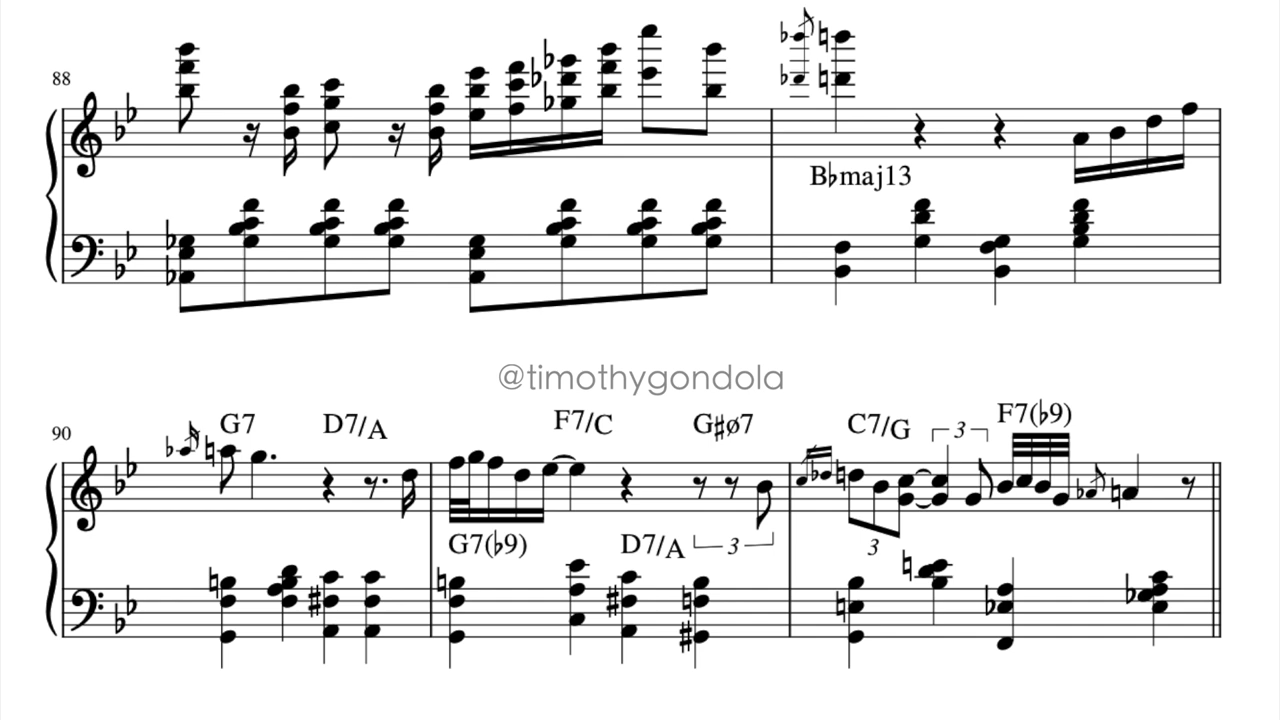 88
B♭maj13
@timothygondola
90
G7 D7/A F7/C G♯ø7 C7/G 3 F7(♭9)
G7(♭9) D7/A 3 3